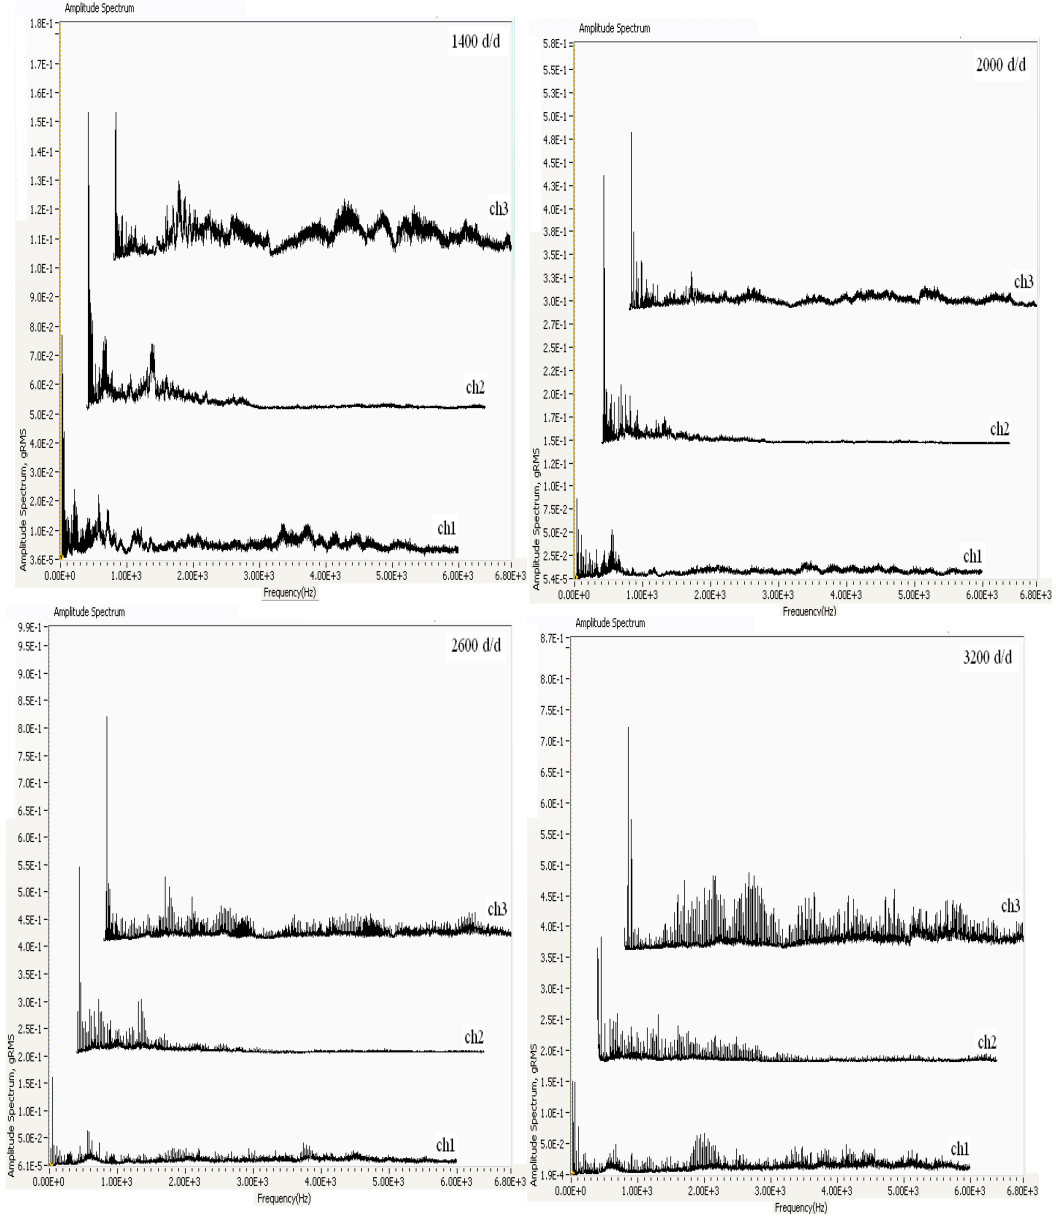 Amplitude Spectrum
1400 d/d
1.8E-1
1.7E-1
1.6E-1
1.5E-1
1.4E-1
1.3E-1
1.2E-1
1.1E-1
1.0E-1
9.0E-2
8.0E-2
7.0E-2
6.0E-2
5.0E-2
4.0E-2
3.0E-2
2.0E-2
1.0E-2
3.6E-5
Amplitude Spectrum, gRMS
ch3
ch2
ch1
0.00E+0 1.00E+3 2.00E+3 3.00E+3 4.00E+3 5.00E+3 6.00E+3 6.80E+3
Frequency(Hz)
Amplitude Spectrum
2000 d/d
5.8E-1
5.5E-1
5.3E-1
5.0E-1
4.8E-1
4.5E-1
4.3E-1
4.0E-1
3.8E-1
3.5E-1
3.3E-1
3.0E-1
2.7E-1
2.5E-1
2.2E-1
2.0E-1
1.7E-1
1.5E-1
1.2E-1
1.0E-1
7.5E-2
5.0E-2
2.5E-2
5.4E-5
Amplitude Spectrum, gRMS
ch3
ch2
ch1
0.00E+0 1.00E+3 2.00E+3 3.00E+3 4.00E+3 5.00E+3 6.00E+3 6.80E+3
Frequency(Hz)
Amplitude Spectrum
2600 d/d
9.9E-1
9.5E-1
9.0E-1
8.5E-1
8.0E-1
7.5E-1
7.0E-1
6.5E-1
6.0E-1
5.5E-1
5.0E-1
4.5E-1
4.0E-1
3.5E-1
3.0E-1
2.5E-1
2.0E-1
1.5E-1
1.0E-1
5.0E-2
6.1E-5
Amplitude Spectrum, gRMS
ch3
ch2
ch1
0.00E+0 1.00E+3 2.00E+3 3.00E+3 4.00E+3 5.00E+3 6.00E+3 6.80E+3
Frequency(Hz)
Amplitude Spectrum
3200 d/d
8.7E-1
8.0E-1
7.5E-1
7.0E-1
6.5E-1
6.0E-1
5.5E-1
5.0E-1
4.5E-1
4.0E-1
3.5E-1
3.0E-1
2.5E-1
2.0E-1
1.5E-1
1.0E-1
5.0E-2
1.9E-4
Amplitude Spectrum, gRMS
ch3
ch2
ch1
0.00E+0 1.00E+3 2.00E+3 3.00E+3 4.00E+3 5.00E+3 6.00E+3 6.80E+3
Frequency(Hz)